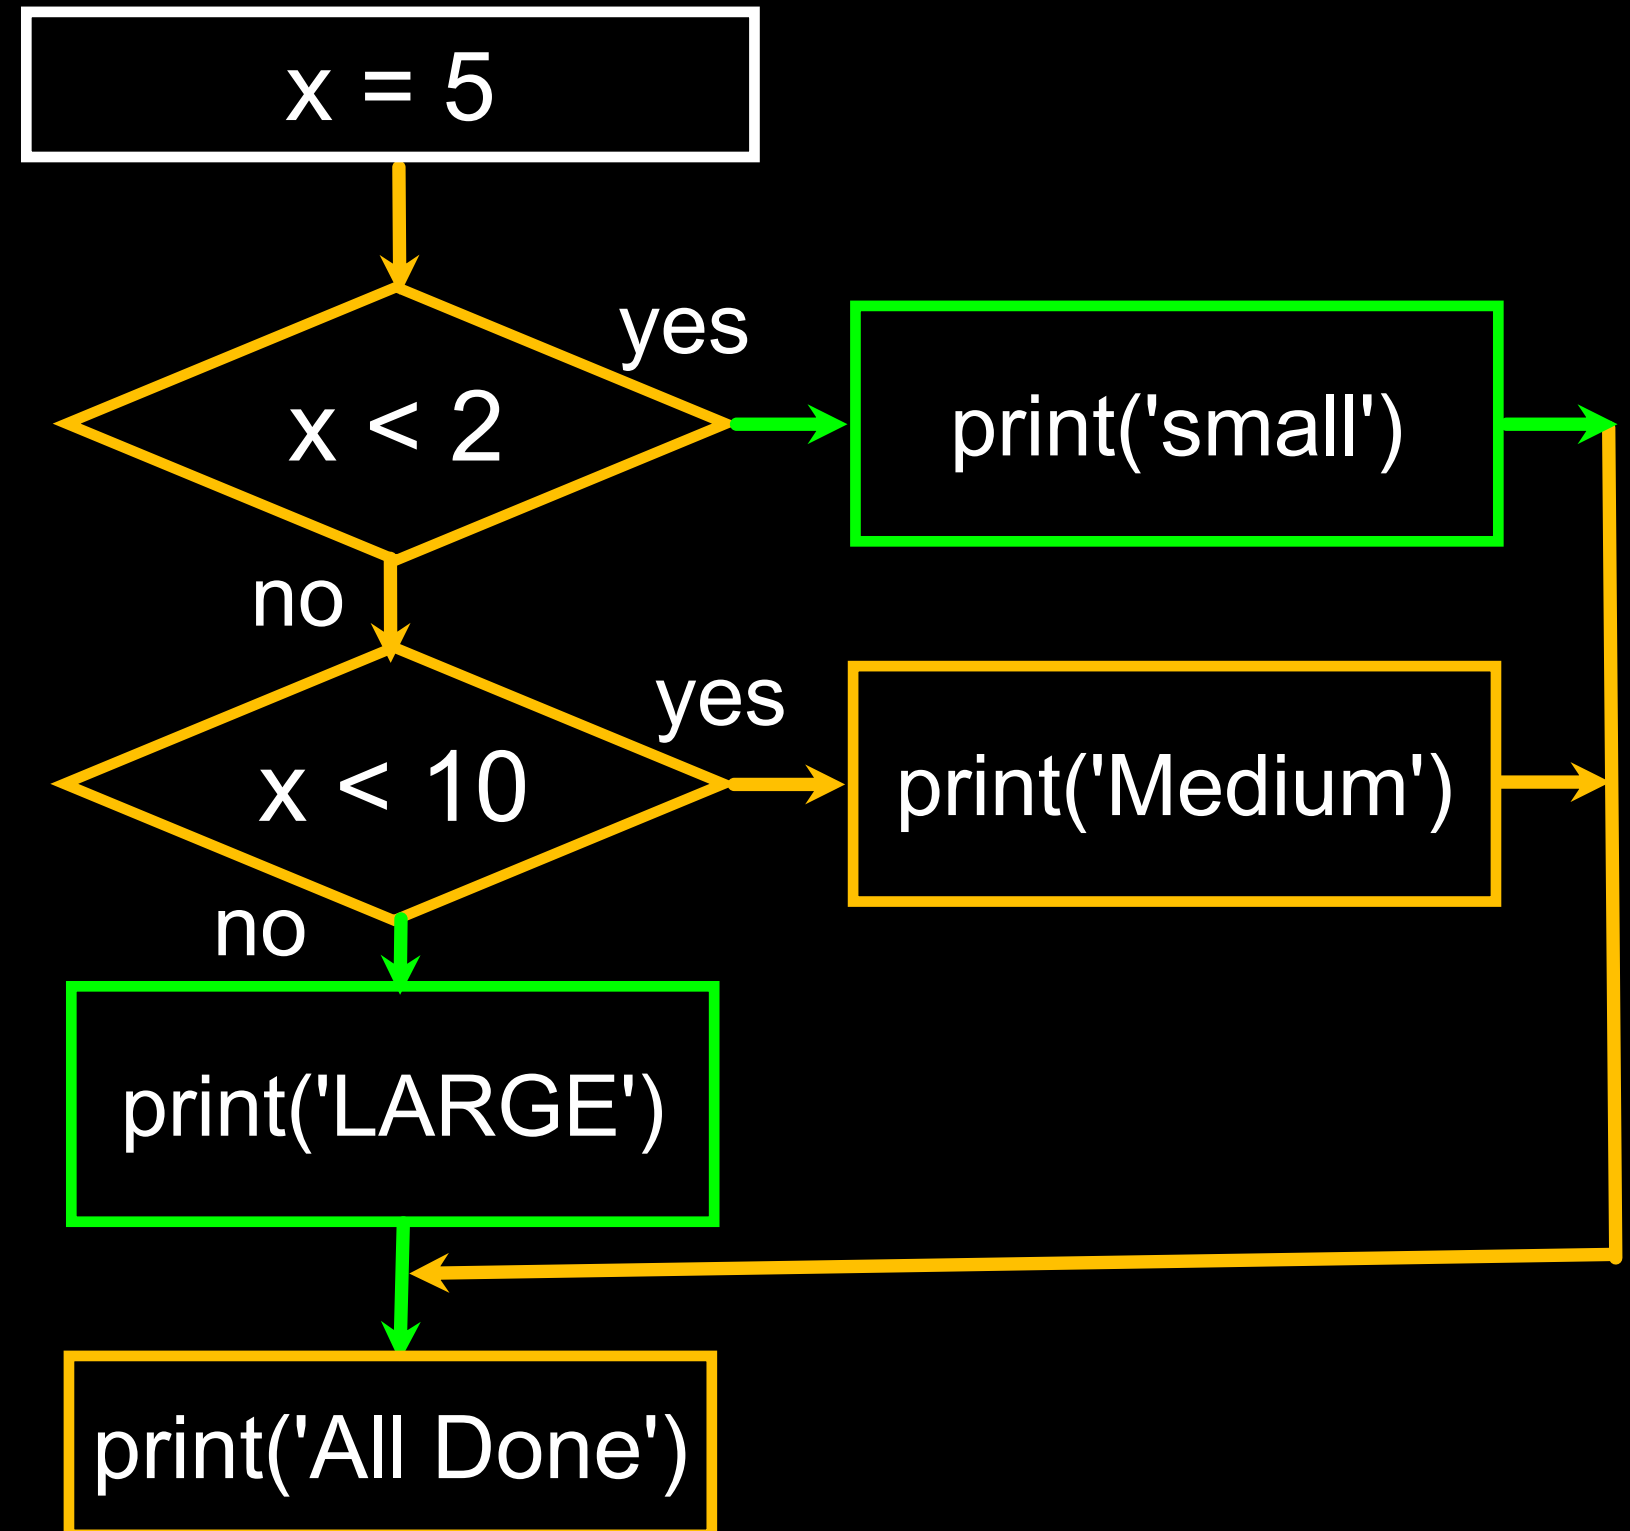 x = 5
yes
x < 2
print('small')
no
yes
x < 10
print('Medium')
no
print('LARGE')
print('All Done')